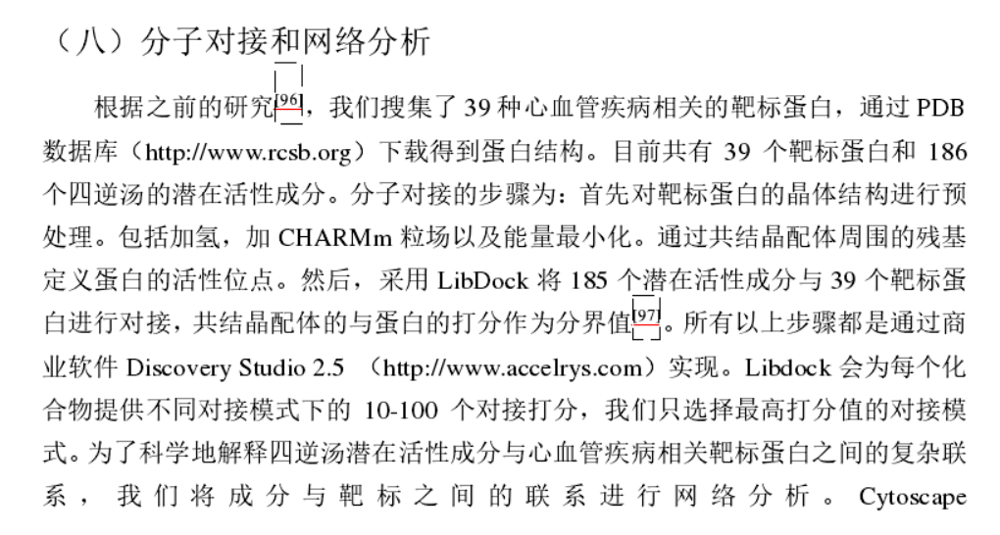 （八）分子对接和网络分析
根据之前的研究[96]，我们搜集了 39 种心血管疾病相关的靶标蛋白，通过 PDB
数据库（http://www.rcsb.org）下载得到蛋白结构。目前共有 39 个靶标蛋白和 186
个四逆汤的潜在活性成分。分子对接的步骤为：首先对靶标蛋白的晶体结构进行预
处理。包括加氢，加 CHARMm 粒场以及能量最小化。通过共结晶配体周围的残基
定义蛋白的活性位点。然后，采用 LibDock 将 185 个潜在活性成分与 39 个靶标蛋
白进行对接，共结晶配体的与蛋白的打分作为分界值[97]。所有以上步骤都是通过商
业软件 Discovery Studio 2.5 （http://www.accelrys.com）实现。Libdock 会为每个化
合物提供不同对接模式下的 10-100 个对接打分，我们只选择最高打分值的对接模
式。为了科学地解释四逆汤潜在活性成分与心血管疾病相关靶标蛋白之间的复杂联
系，我们将成分与靶标之间的联系进行网络分析。Cytoscape